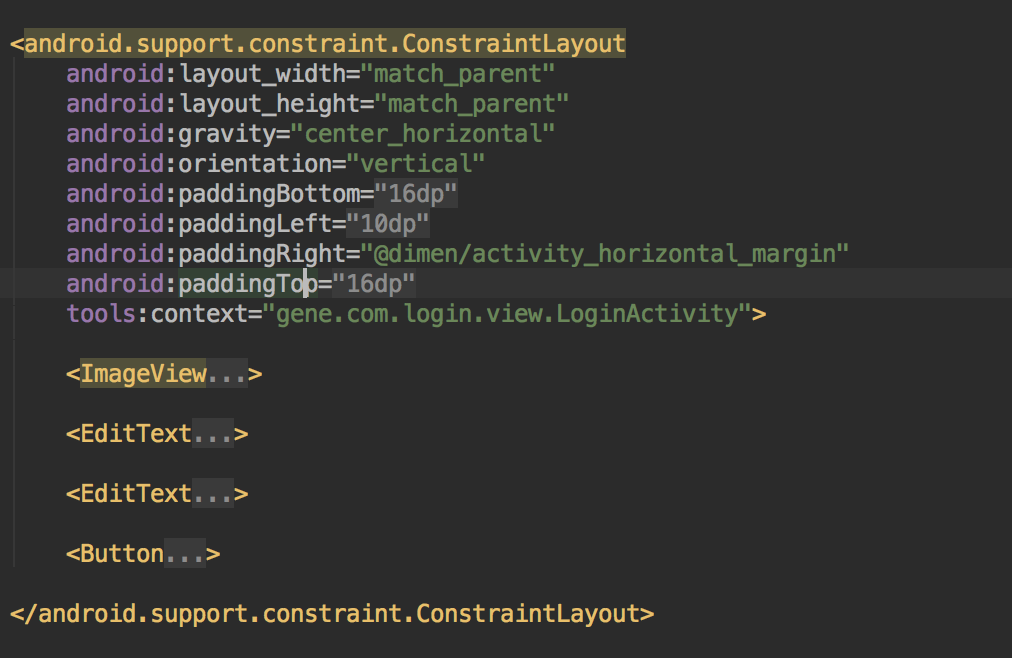 <android.support.constraint.ConstraintLayout
    android:layout_width="match_parent"
    android:layout_height="match_parent"
    android:gravity="center_horizontal"
    android:orientation="vertical"
    android:paddingBottom="16dp"
    android:paddingLeft="10dp"
    android:paddingRight="@dimen/activity_horizontal_margin"
    android:paddingTop="16dp"
    tools:context="gene.com.login.view.LoginActivity">
    <ImageView...>
    <EditText...>
    <EditText...>
    <Button...>
</android.support.constraint.ConstraintLayout>